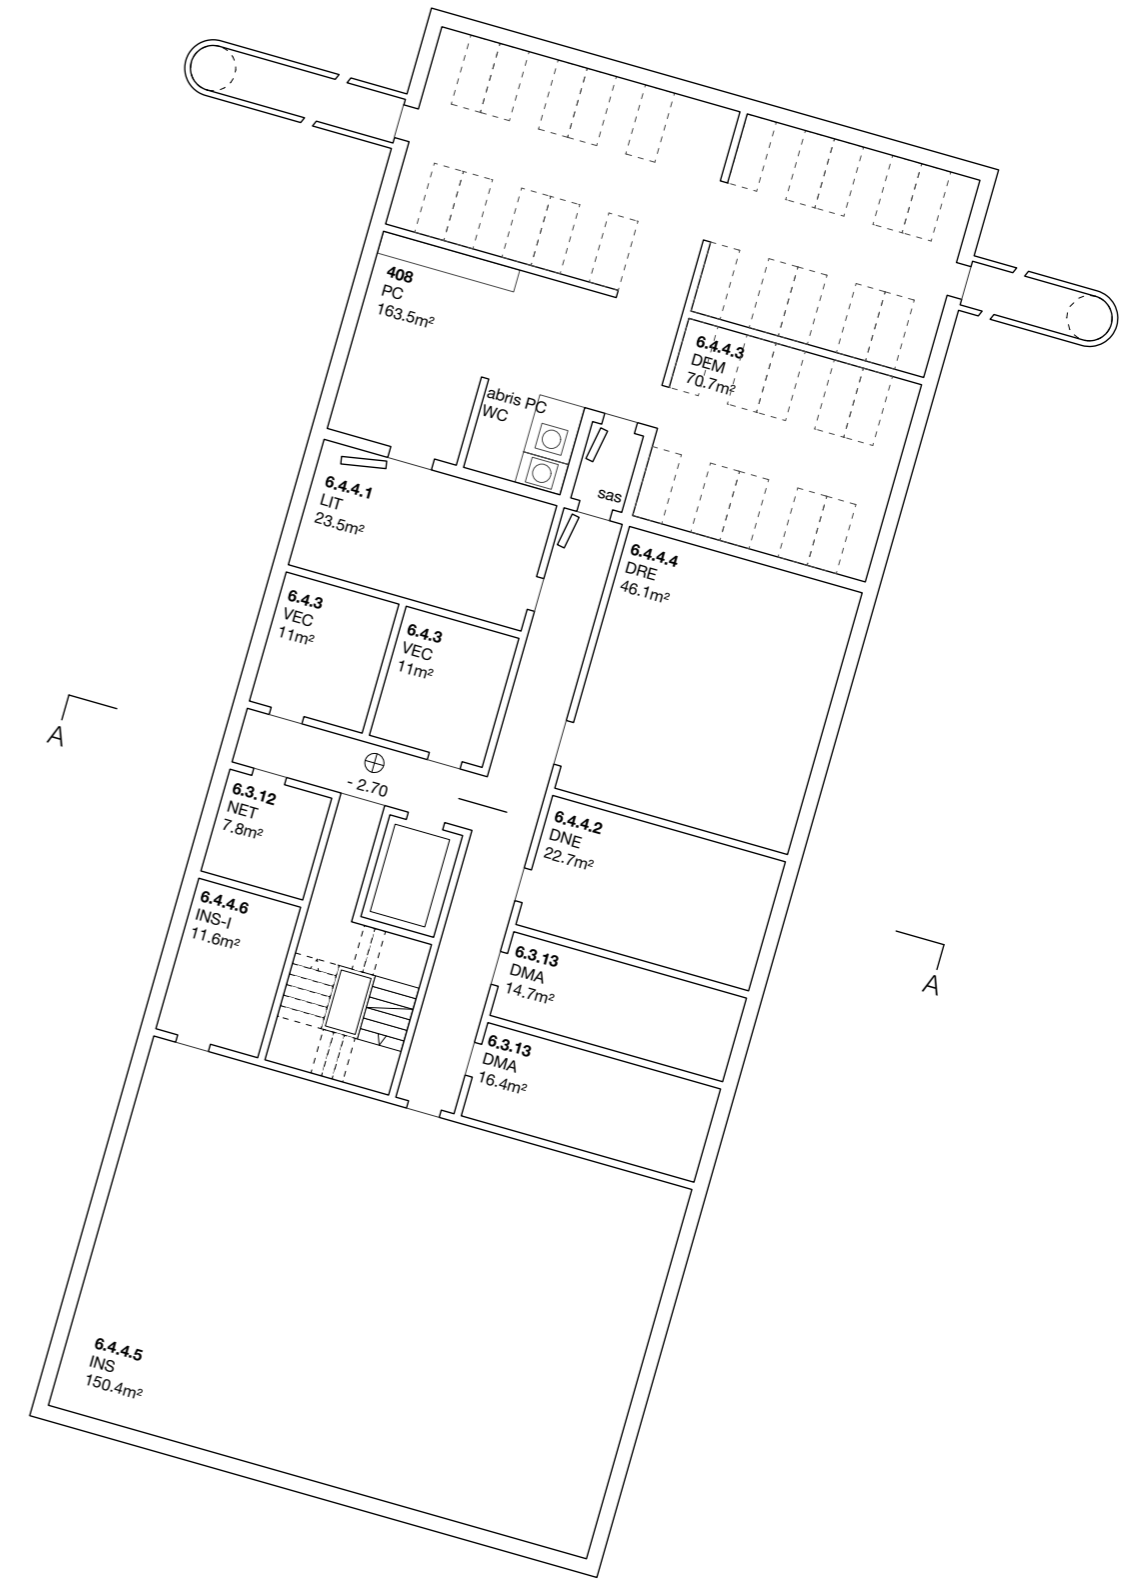 408
PC
163.5m²
6.4.4.3
DEM
70.7m²
abris PC
WC
sas
6.4.4.1
LIT
23.5m²
6.4.4.4
DRE
46.1m²
6.4.3
VEC
11m²
6.4.3
VEC
11m²
A
- 2.70
6.3.12
NET
7.8m²
6.4.4.2
DNE
22.7m²
6.4.4.6
INS-I
11.6m²
6.3.13
DMA
14.7m²
A
6.3.13
DMA
16.4m²
6.4.4.5
INS
150.4m²